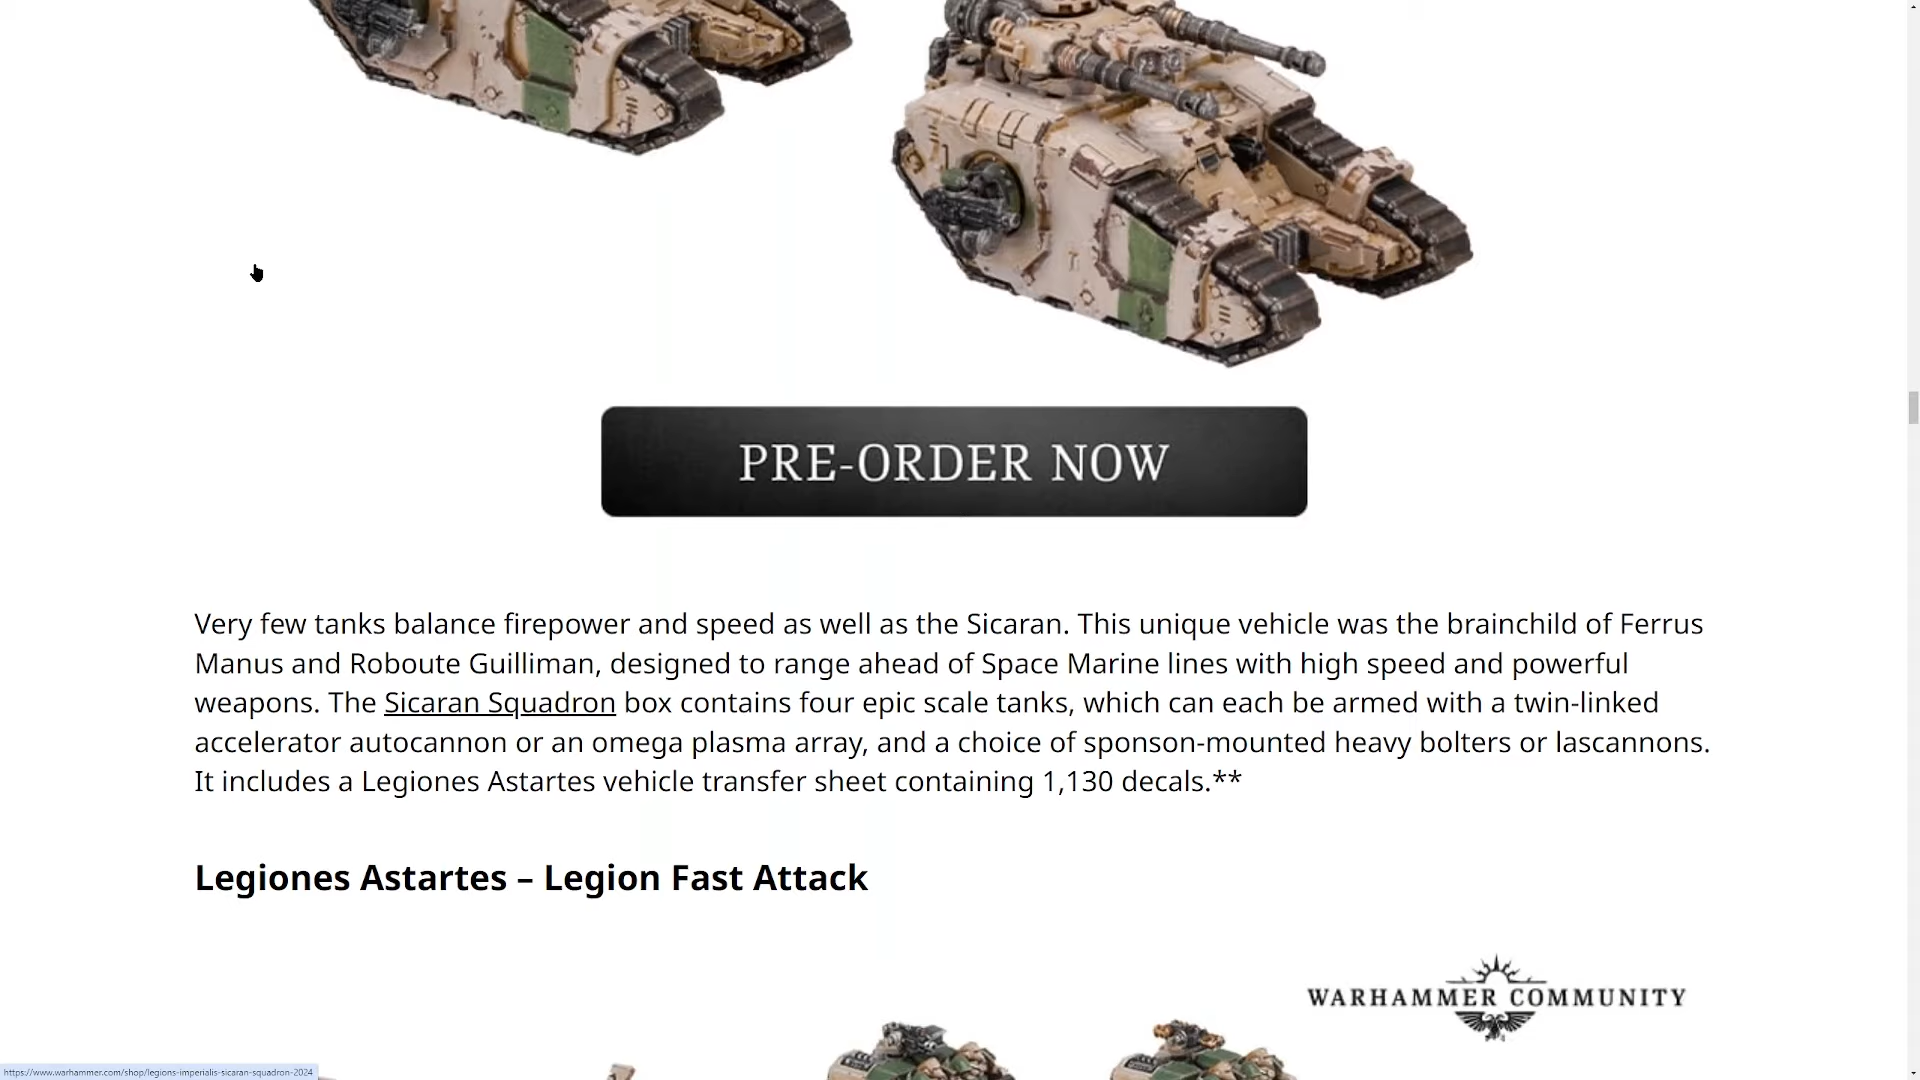 PRE-ORDER NOW
Very few tanks balance firepower and speed as well as the Sicaran. This unique vehicle was the brainchild of Ferrus
Manus and Roboute Guilliman, designed to range ahead of Space Marine lines with high speed and powerful
weapons. The Sicaran Squadron box contains four epic scale tanks, which can each be armed with a twin-linked
accelerator autocannon or an omega plasma array, and a choice of sponson-mounted heavy bolters or lascannons.
It includes a Legiones Astartes vehicle transfer sheet containing 1,130 decals.**
Legiones Astartes – Legion Fast Attack
WARHAMMER COMMUNITY
https://www.warhammer.com/shop/legions-imperialis-sicaran-squadron-2024